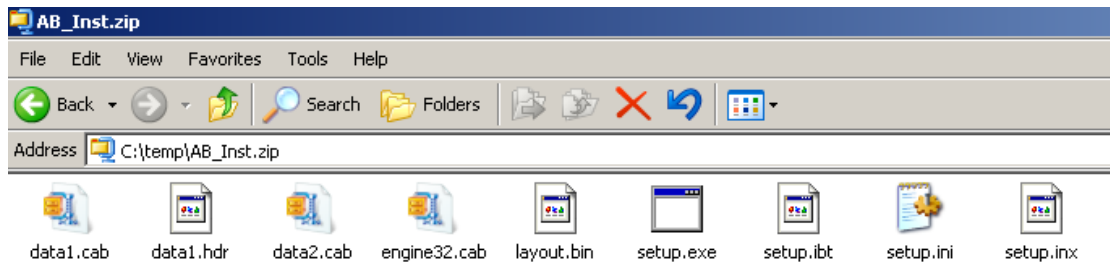 AB_Inst.zip
File Edit View Favorites Tools Help
Back Search Folders
Address C:\temp\AB_Inst.zip
data1.cab data1.hdr data2.cab engine32.cab layout.bin setup.exe setup.ibt setup.ini setup.inx